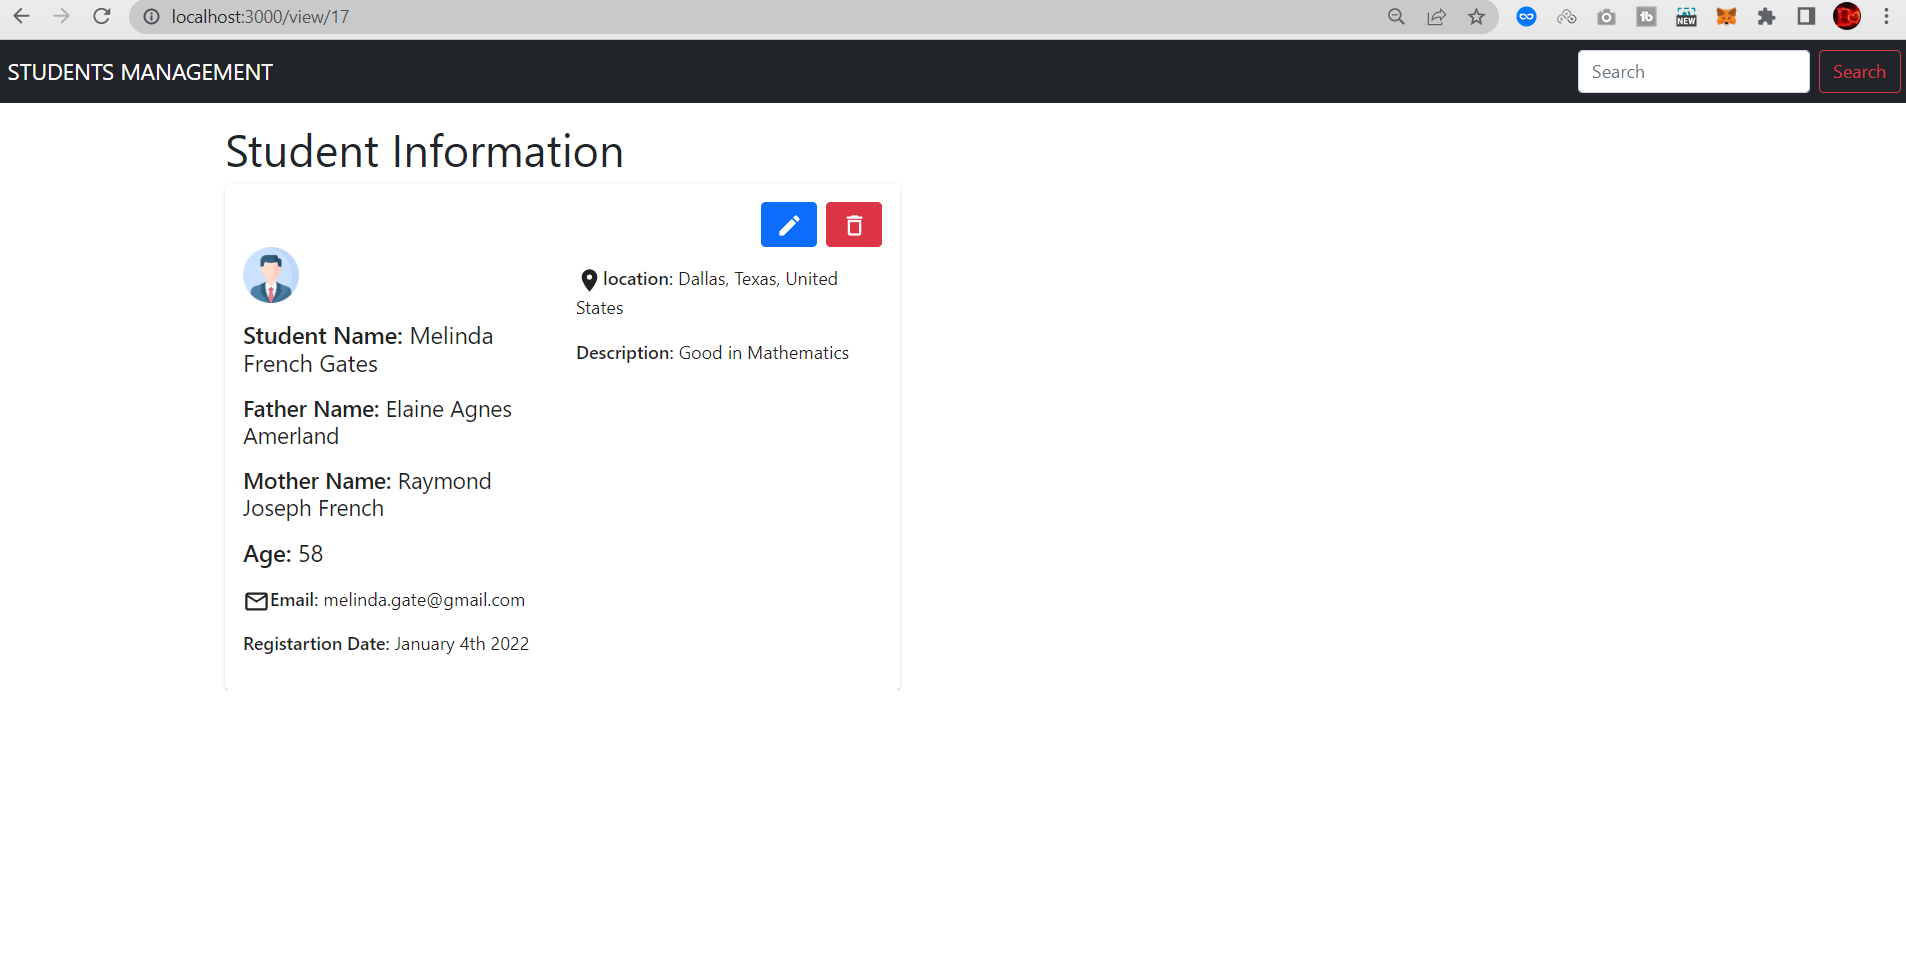 localhost:3000/view/17
tb
NEW
STUDENTS MANAGEMENT
Search
Search
Student Information
Student Name: Melinda
French Gates
Father Name: Elaine Agnes
Amerland
Mother Name: Raymond
Joseph French
Age: 58
Email: melinda.gate@gmail.com
Registartion Date: January 4th 2022
location: Dallas, Texas, United
States
Description: Good in Mathematics